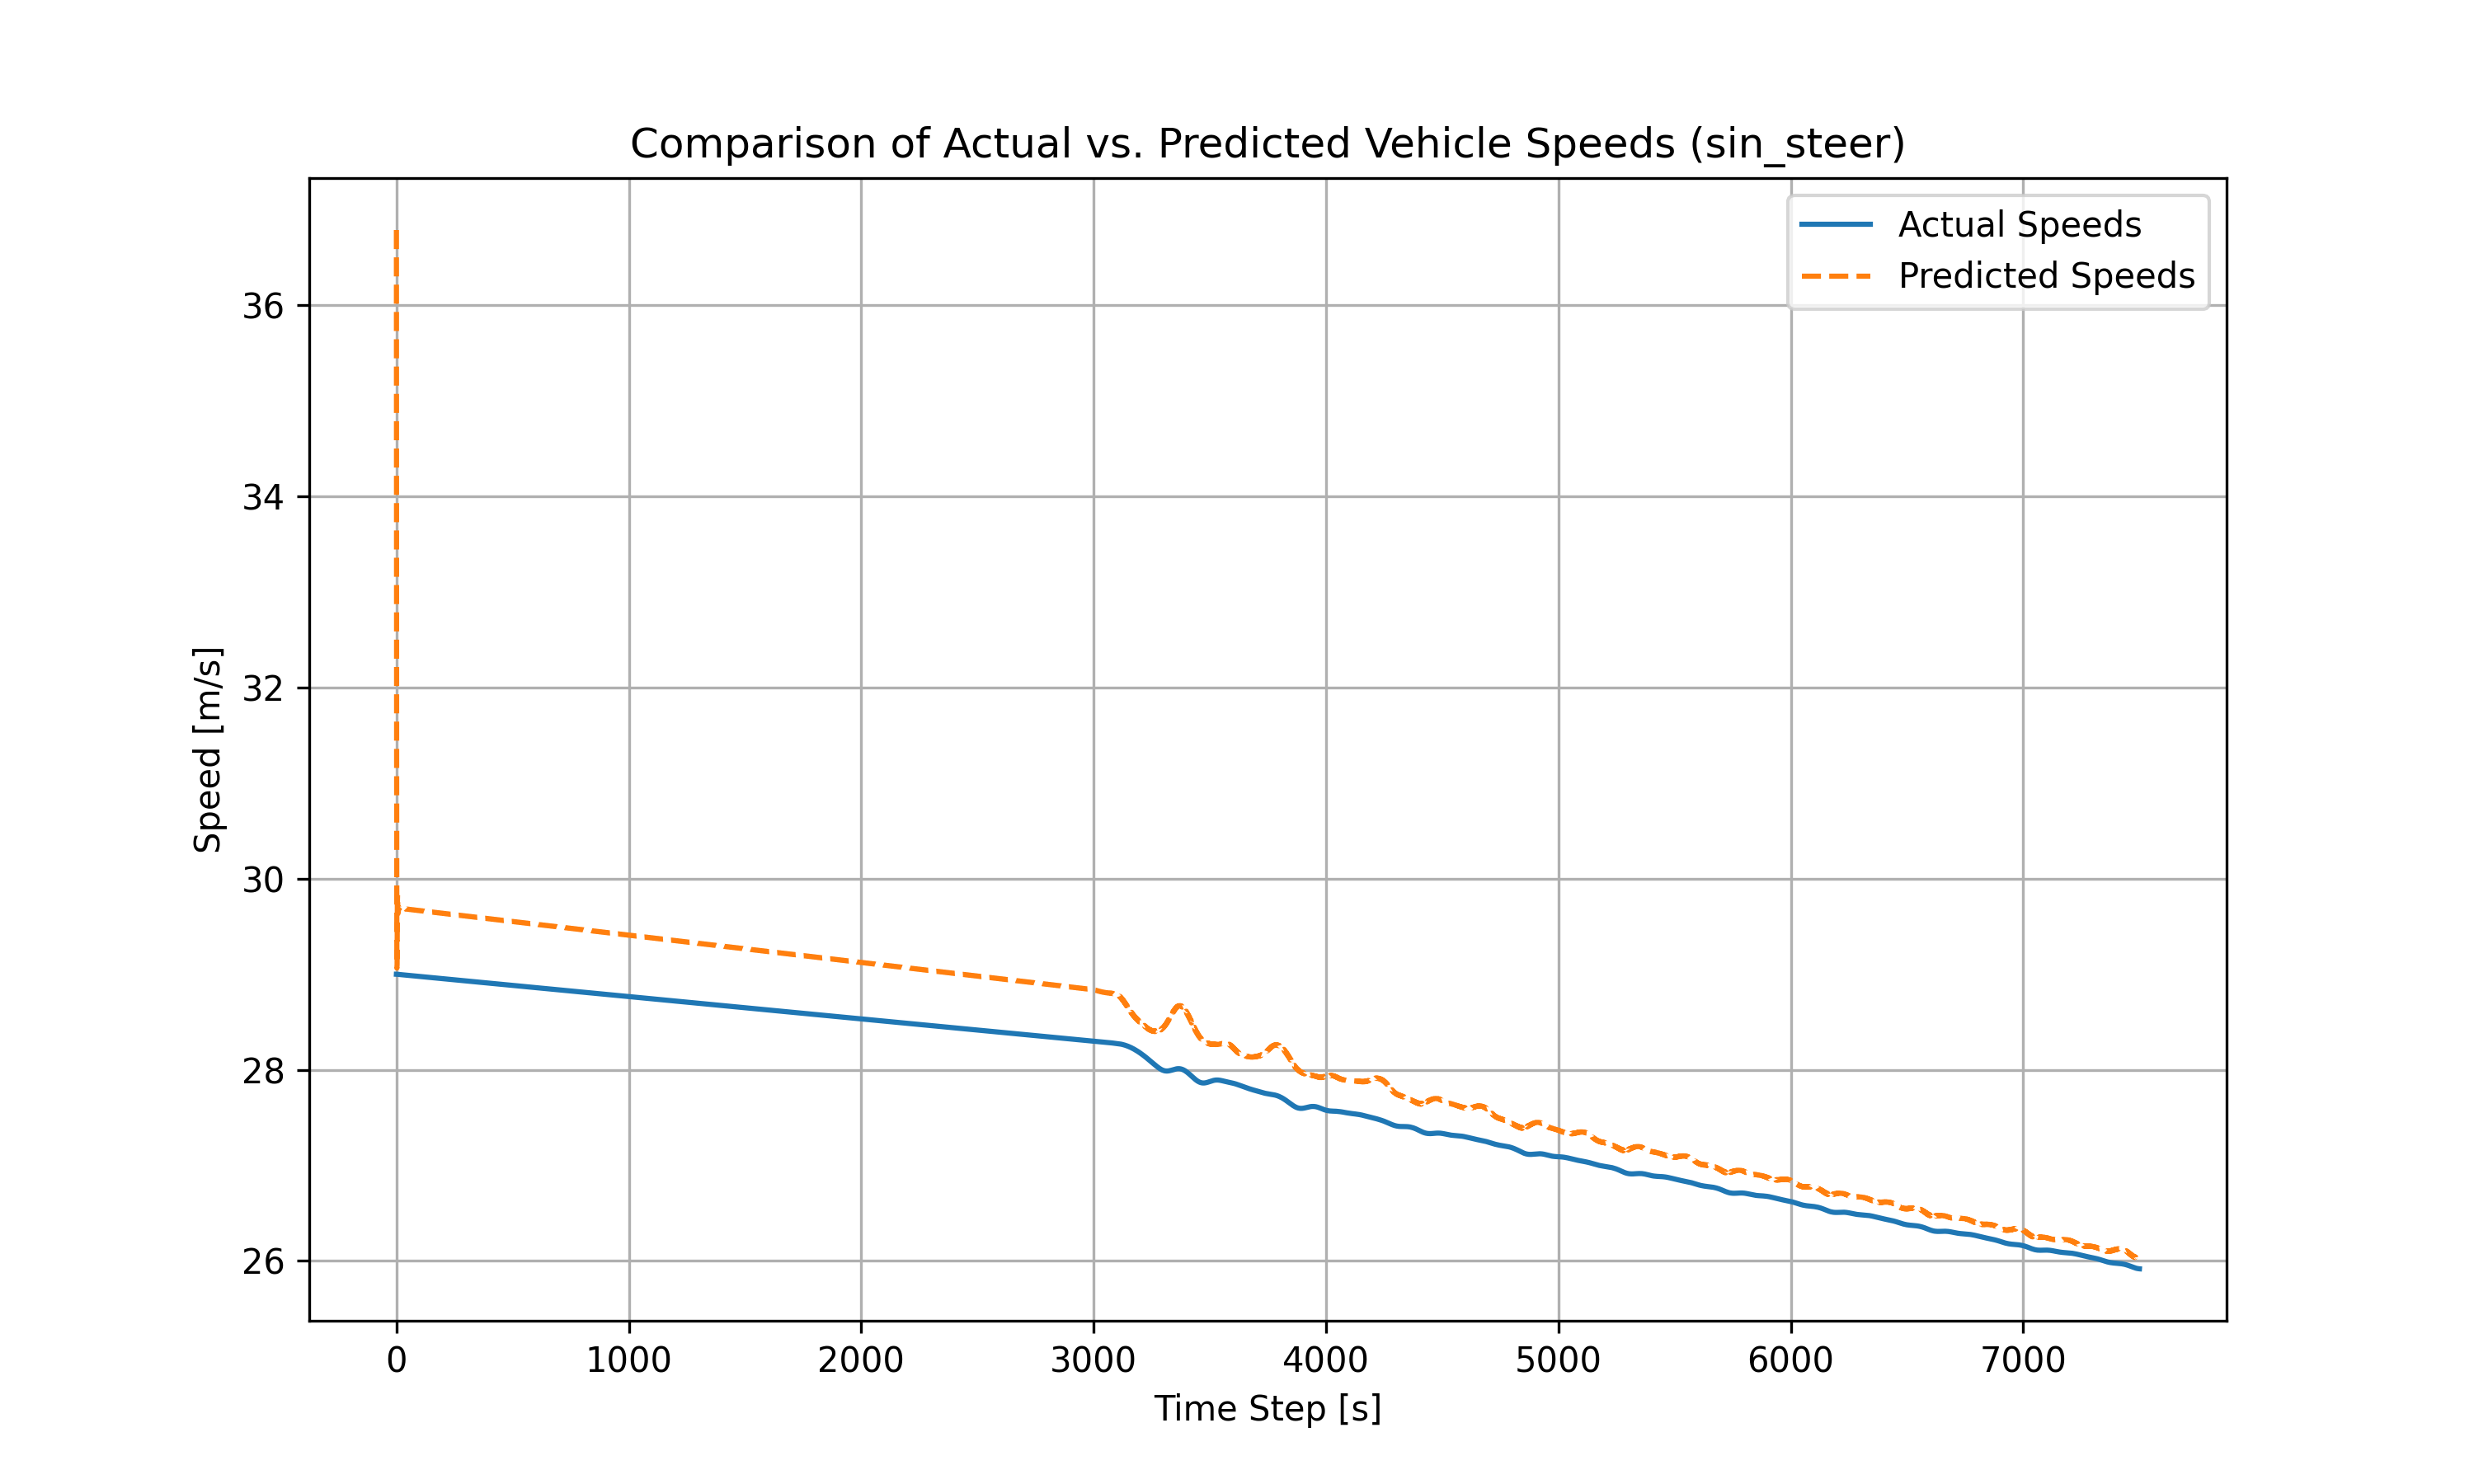 Comparison of Actual vs. Predicted Vehicle Speeds (sin_steer)
Actual Speeds
Predicted Speeds
Speed [m/s]
36
34
32
30
28
26
0 1000 2000 3000 4000 5000 6000 7000
Time Step [s]